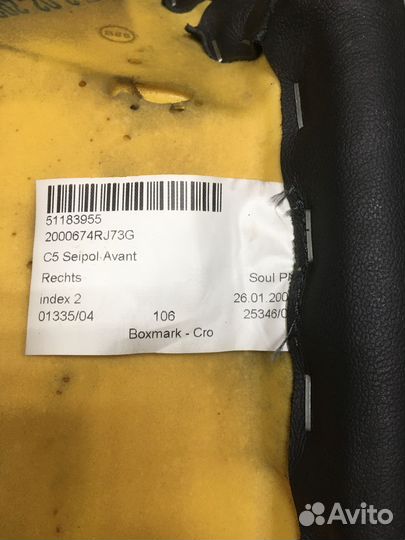 51183955
2000674RJ73G
C5 Seipol Avant
Rechts Soul
index 2 26.01.200
01335/04 106 25346/0
Boxmark - Cro
Avito